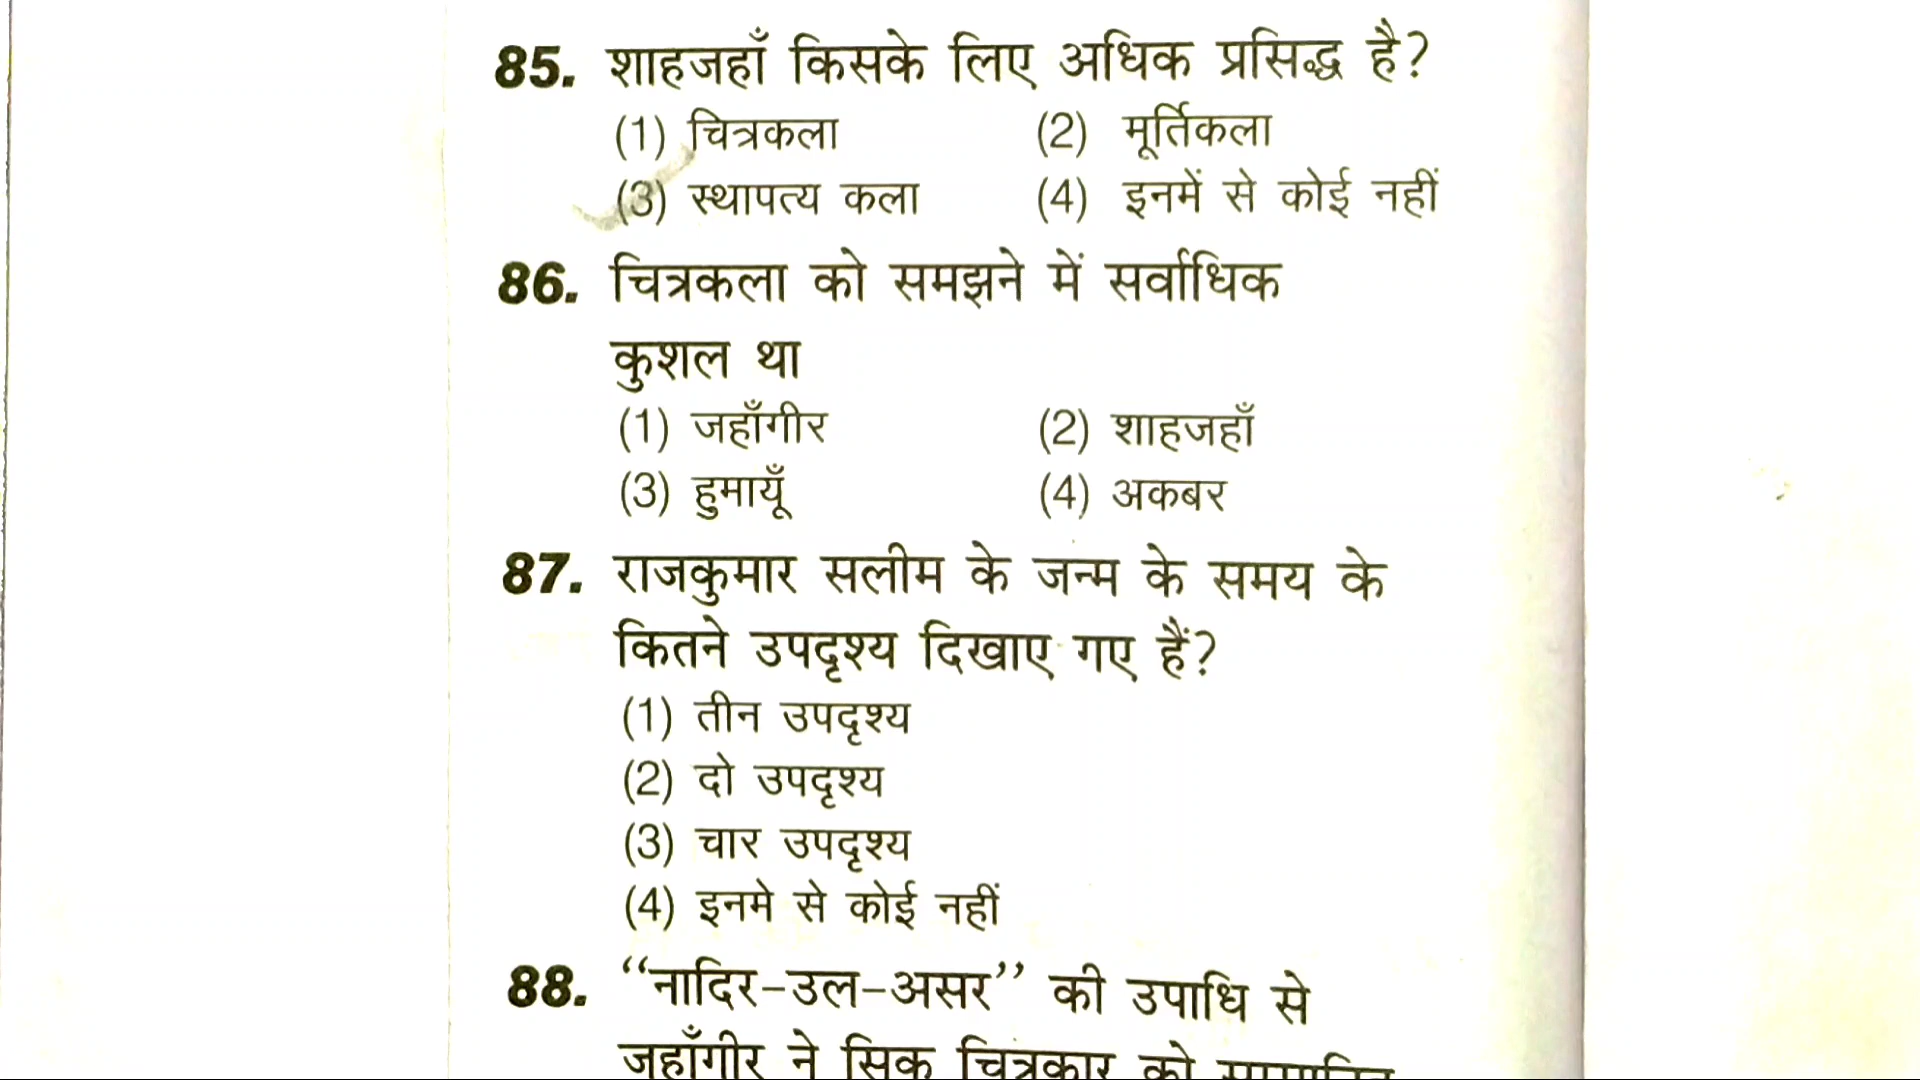 85. शाहजहाँ किसके लिए अधिक प्रसिद्ध है?
(1) चित्रकला (2) मूर्तिकला
(3) स्थापत्य कला (4) इनमें से कोई नहीं
86. चित्रकला को समझने में सर्वाधिक
कुशल था
(1) जहाँगीर (2) शाहजहाँ
(3) हुमायूँ (4) अकबर
87. राजकुमार सलीम के जन्म के समय के
कितने उपदृश्य दिखाए गए हैं?
(1) तीन उपदृश्य
(2) दो उपदृश्य
(3) चार उपदृश्य
(4) इनमे से कोई नहीं
88. “नादिर-उल-असर” की उपाधि से
जहाँगीर ने सिक चित्रकार को